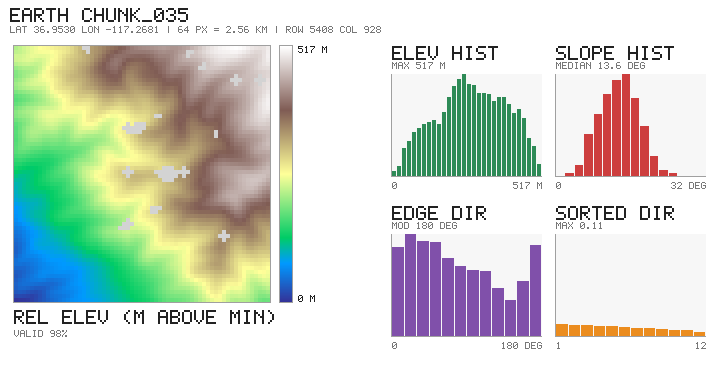 EARTH CHUNK_035
LAT 36.9530 LON -117.2681 | 64 PX = 2.56 KM | ROW 5408 COL 928
517 M
0 M
REL ELEV (M ABOVE MIN)
VALID 98%
ELEV HIST
MAX 517 M
0 517 M
SLOPE HIST
MEDIAN 13.6 DEG
0 32 DEG
EDGE DIR
MOD 180 DEG
0 180 DEG
SORTED DIR
MAX 0.11
1 12